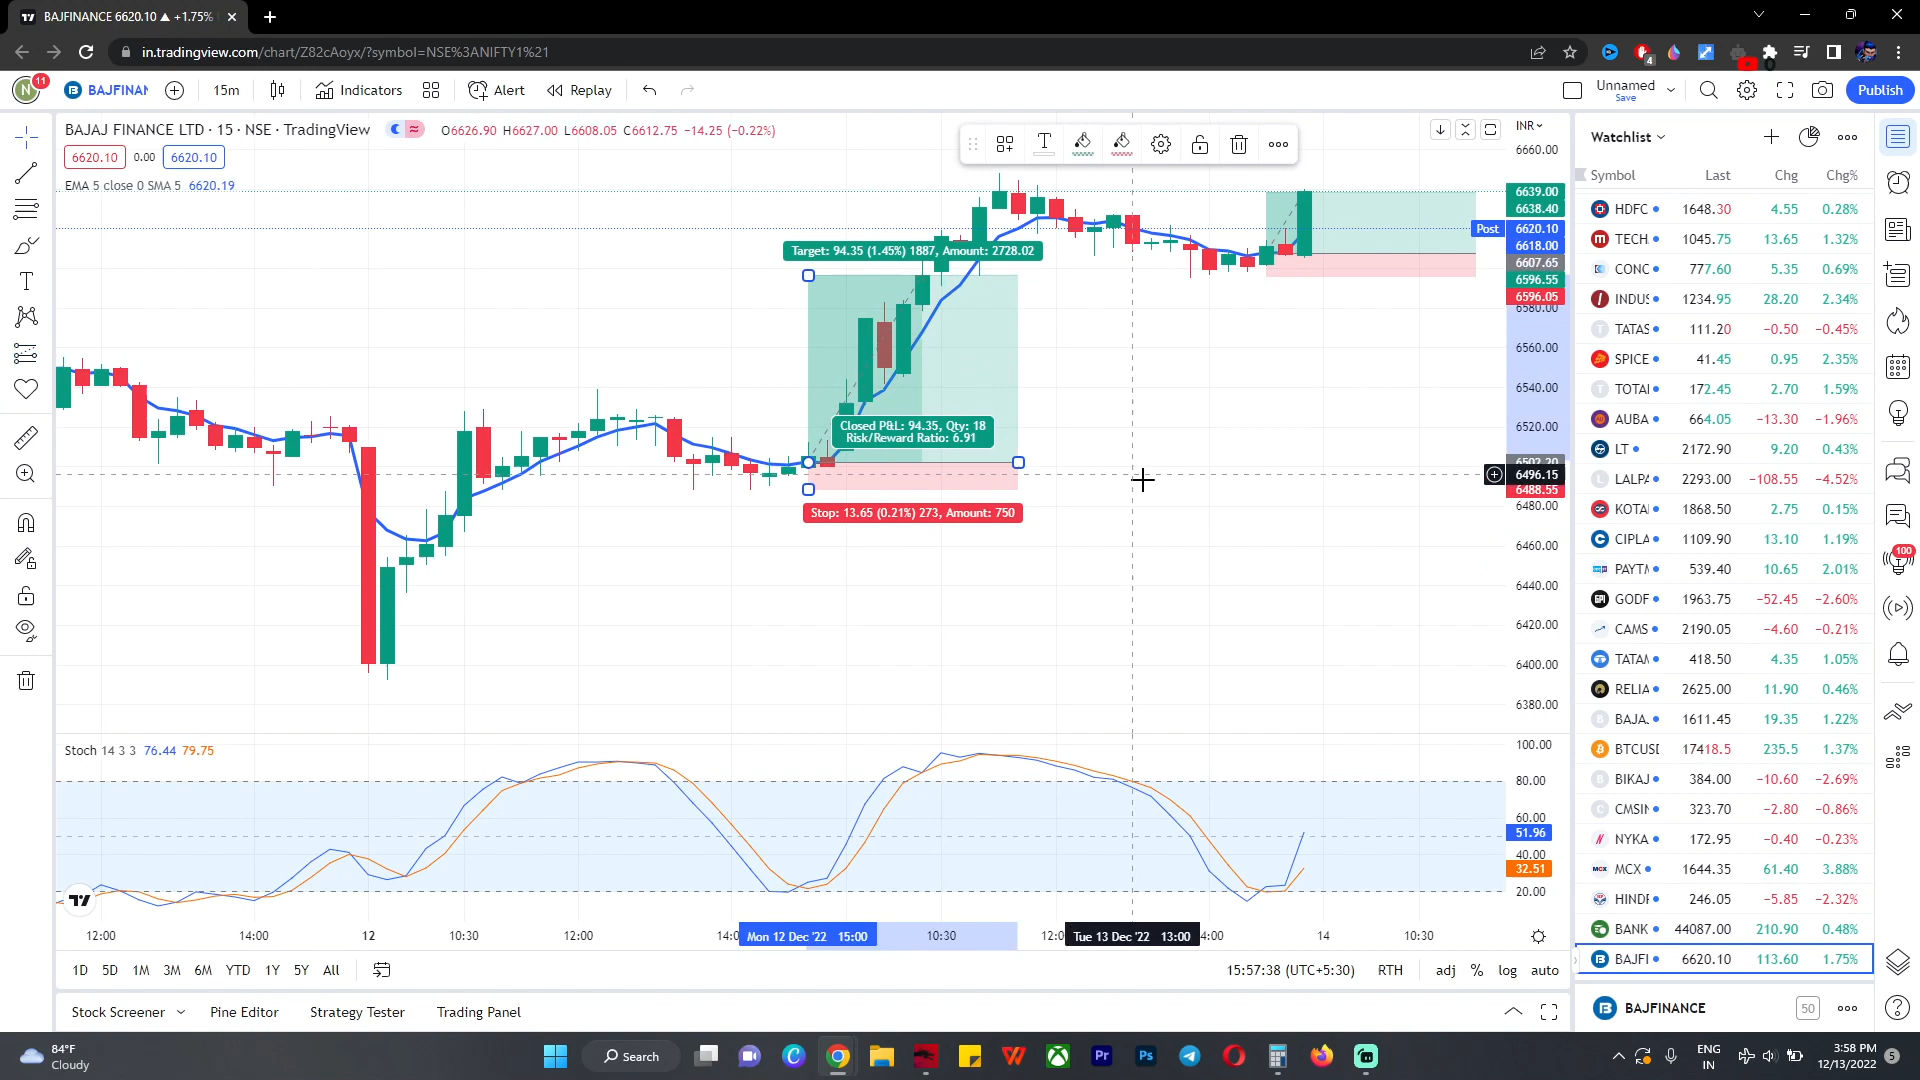 BAJFINANCE 6620.10 ▲ +1.75%
in.tradingview.com/chart/Z82cAoyx/?symbol=NSE%3ANIFTY1%21
4
N
11
BAJFINAN
15m
Indicators
Alert
Replay
Unnamed
Save
Publish
BAJAJ FINANCE LTD · 15 · NSE · TradingView
O6626.90 H6627.00 L6608.05 C6612.75 −14.25 (−0.22%)
6620.10 0.00 6620.10
EMA 5 close 0 SMA 5 6620.19
INR
6660.00
6639.00
6638.40
Post 6620.10
6618.00
6607.65
6596.55
6596.05
6580.00
6560.00
6540.00
6520.00
6502.20
6496.15
6488.55
6480.00
6460.00
6440.00
6420.00
6400.00
6380.00
Target: 94.35 (1.45%) 1887, Amount: 2728.02
Closed P&L: 94.35, Qty: 18
Risk/Reward Ratio: 6.91
Stop: 13.65 (0.21%) 273, Amount: 750
Stoch 14 3 3 76.44 79.75
100.00
80.00
60.00
51.96
40.00
32.51
20.00
12:00 14:00 12 10:30 12:00 14:0 Mon 12 Dec '22 15:00 10:30 12:0 Tue 13 Dec '22 13:00 4:00 14 10:30
1D 5D 1M 3M 6M YTD 1Y 5Y All
15:57:38 (UTC+5:30) RTH adj % log auto
Stock Screener Pine Editor Strategy Tester Trading Panel
Watchlist
Symbol Last Chg Chg%
HDFC 1648.30 4.55 0.28%
TECH 1045.75 13.65 1.32%
CONC 777.60 5.35 0.69%
INDUS 1234.95 28.20 2.34%
TATAS 111.20 −0.50 −0.45%
SPICE 41.45 0.95 2.35%
TOTAI 172.45 2.70 1.59%
AUBA 664.05 −13.30 −1.96%
LT 2172.90 9.20 0.43%
LALPA 2293.00 −108.55 −4.52%
KOTAI 1868.50 2.75 0.15%
CIPLA 1109.90 13.10 1.19%
PAYTM 539.40 10.65 2.01%
GODF 1963.75 −52.45 −2.60%
CAMS 2190.05 −4.60 −0.21%
TATAM 418.50 4.35 1.05%
RELIA 2625.00 11.90 0.46%
BAJA. 1611.45 19.35 1.22%
BTCUSD 17418.5 235.5 1.37%
BIKAJ 384.00 −10.60 −2.69%
CMSIN 323.70 −2.80 −0.86%
NYKA 172.95 −0.40 −0.23%
MCX 1644.35 61.40 3.88%
HINDP 246.05 −5.85 −2.32%
BANK 44087.00 210.90 0.48%
BAJFI 6620.10 113.60 1.75%
BAJFINANCE 50
100
84°F
Cloudy
Search
Pr
Ps
ENG
IN
3:58 PM
12/13/2022
5